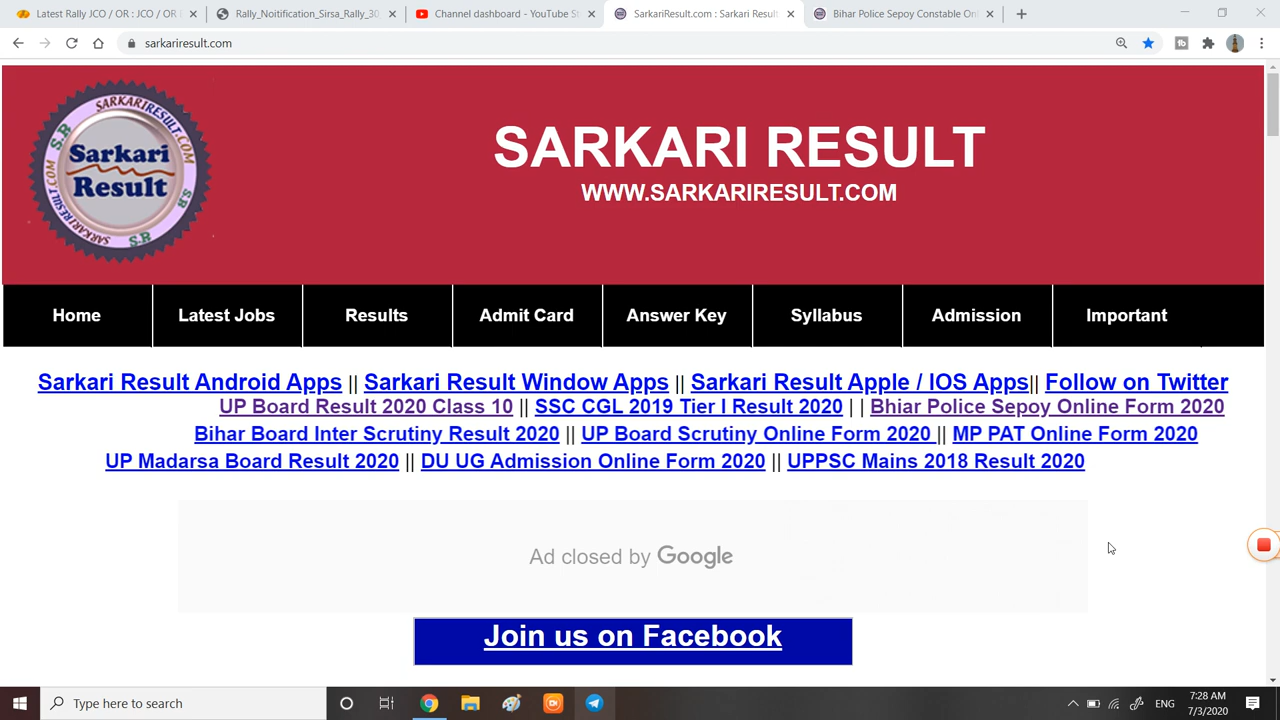 Latest Rally JCO / OR : JCO / OR
Rally_Noitification_Sirsa_Rally_30
Channel dashboard - YouTube St
SarkariResult.com : Sarkari Result
Bihar Police Sepoy Constable Onl
sarkariresult.com
SARKARIRESULT.COM
S.R
Sarkari
Result
SARKARI RESULT
WWW.SARKARIRESULT.COM
Home
Latest Jobs
Results
Admit Card
Answer Key
Syllabus
Admission
Important
Sarkari Result Android Apps || Sarkari Result Window Apps || Sarkari Result Apple / IOS Apps|| Follow on Twitter
UP Board Result 2020 Class 10 || SSC CGL 2019 Tier I Result 2020 | | Bhiar Police Sepoy Online Form 2020
Bihar Board Inter Scrutiny Result 2020 || UP Board Scrutiny Online Form 2020 || MP PAT Online Form 2020
UP Madarsa Board Result 2020 || DU UG Admission Online Form 2020 || UPPSC Mains 2018 Result 2020
Ad closed by Google
Join us on Facebook
Type here to search
ENG
7:28 AM
7/3/2020